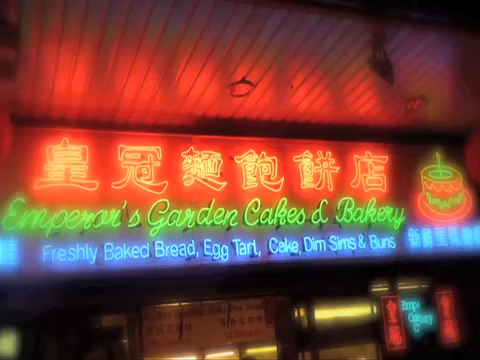 皇冠麵飽餅店
Emperor's Garden Cakes & Bakery
Freshly Baked Bread, Egg Tart, Cake, Dim Sims & Buns